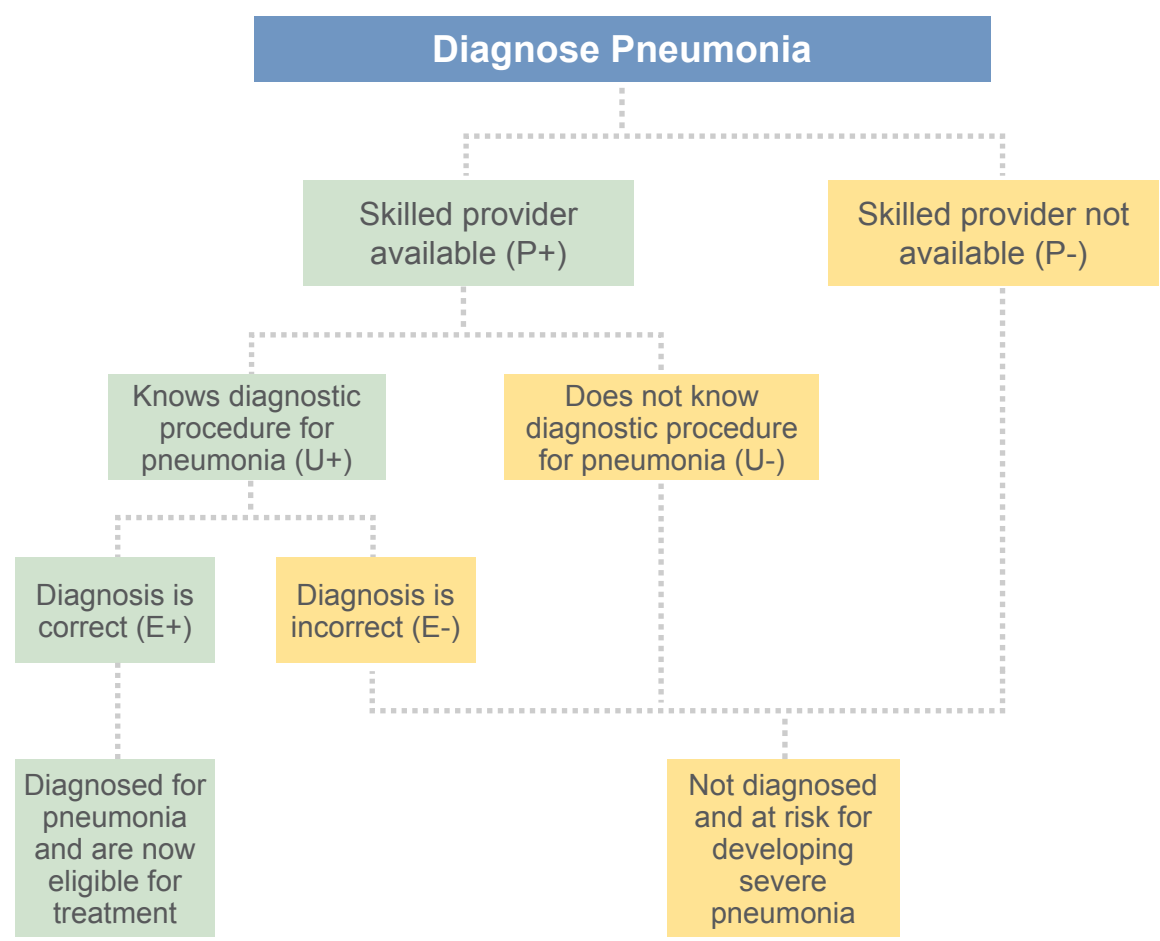 Diagnose Pneumonia
Skilled provider
available (P+)
Skilled provider not
available (P-)
Knows diagnostic
procedure for
pneumonia (U+)
Does not know
diagnostic procedure
for pneumonia (U-)
Diagnosis is
correct (E+)
Diagnosis is
incorrect (E-)
Diagnosed for
pneumonia
and are now
eligible for
treatment
Not diagnosed
and at risk for
developing
severe
pneumonia